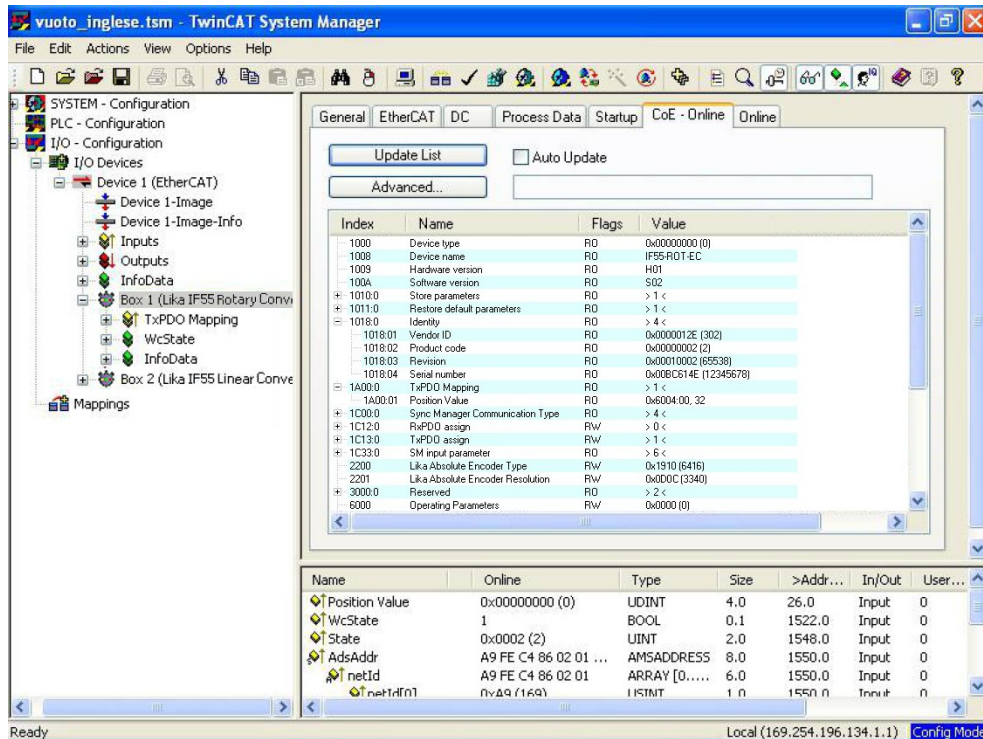 vuoto_inglese.tsm - TwinCAT System Manager
File Edit Actions View Options Help
SYSTEM - Configuration
PLC - Configuration
I/O - Configuration
I/O Devices
Device 1 (EtherCAT)
Device 1-Image
Device 1-Image-Info
Inputs
Outputs
InfoData
Box 1 (Lika IF55 Rotary Conve
TxPDO Mapping
WcState
InfoData
Box 2 (Lika IF55 Linear Conve
Mappings
General EtherCAT DC Process Data Startup CoE - Online Online
Update List Auto Update
Advanced...
Index Name Flags Value
1000 Device type RO 0x00000000 (0)
1008 Device name RO IF55-ROT-EC
1009 Hardware version RO H01
100A Software version RO S02
1010:0 Store parameters RO > 1 <
1011:0 Restore default parameters RO > 1 <
1018:0 Identity RO > 4 <
1018:01 Vendor ID RO 0x0000012E (302)
1018:02 Product code RO 0x00000002 (2)
1018:03 Revision RO 0x00010002 (65538)
1018:04 Serial number RO 0x00BC614E (12345678)
1A00:0 TxPDO Mapping RO > 1 <
1A00:01 Position Value RO 0x6004:00, 32
1C00:0 Sync Manager Communication Type RO > 4 <
1C12:0 RxPDO assign RW > 0 <
1C13:0 TxPDO assign RW > 1 <
1C33:0 SM input parameter RO > 6 <
2200 Lika Absolute Encoder Type RW 0x1910 (6416)
2201 Lika Absolute Encoder Resolution RW 0x0D0C (3340)
3000:0 Reserved RO > 2 <
6000 Operating Parameters RW 0x0000 (0)
Name Online Type Size >Addr... In/Out User...
Position Value 0x00000000 (0) UDINT 4.0 26.0 Input 0
WcState 1 BOOL 0.1 1522.0 Input 0
State 0x0002 (2) UINT 2.0 1548.0 Input 0
AdsAddr A9 FE C4 86 02 01 ... AMSADDRESS 8.0 1550.0 Input 0
netId A9 FE C4 86 02 01 ARRAY [0..... 6.0 1550.0 Input 0
netId[0] 0xA9 (169) USINT 1.0 1550.0 Input 0
Ready Local (169.254.196.134.1.1) Config Mode